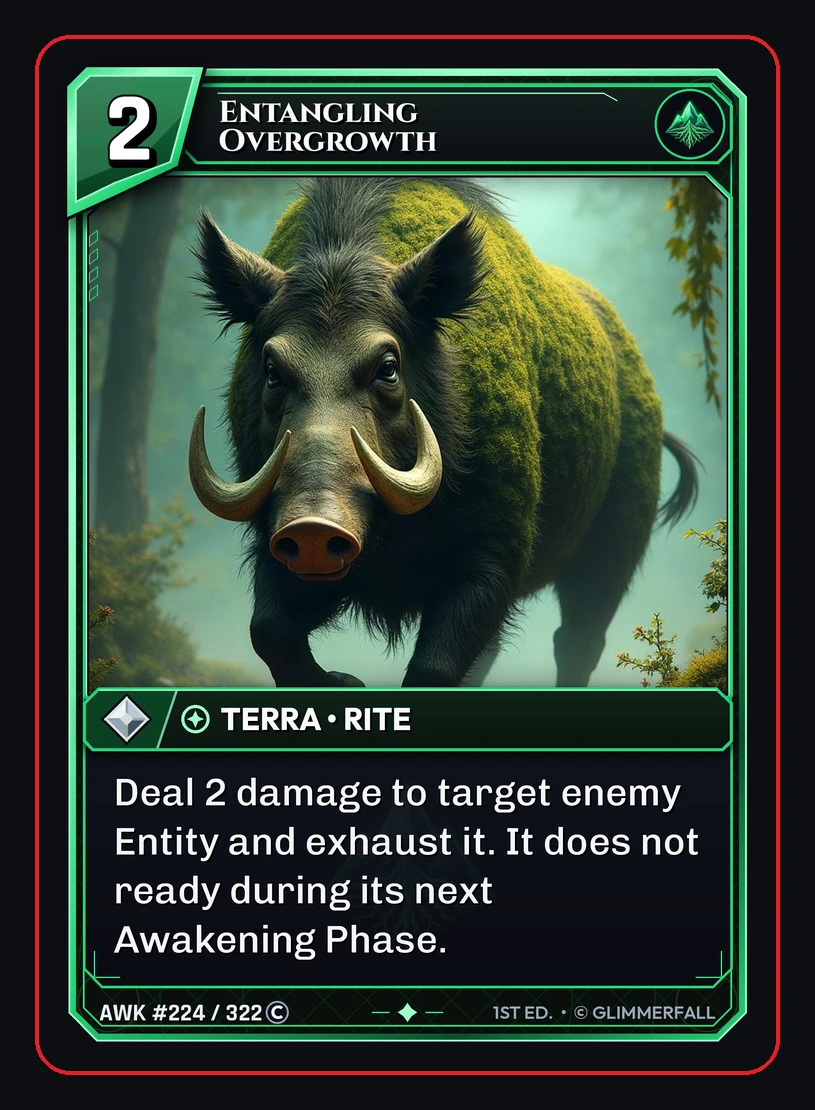 2
Entangling
Overgrowth
TERRA • RITE
Deal 2 damage to target enemy
Entity and exhaust it. It does not
ready during its next
Awakening Phase.
AWK #224 / 322 Ⓒ
1ST ED. • © GLIMMERFALL